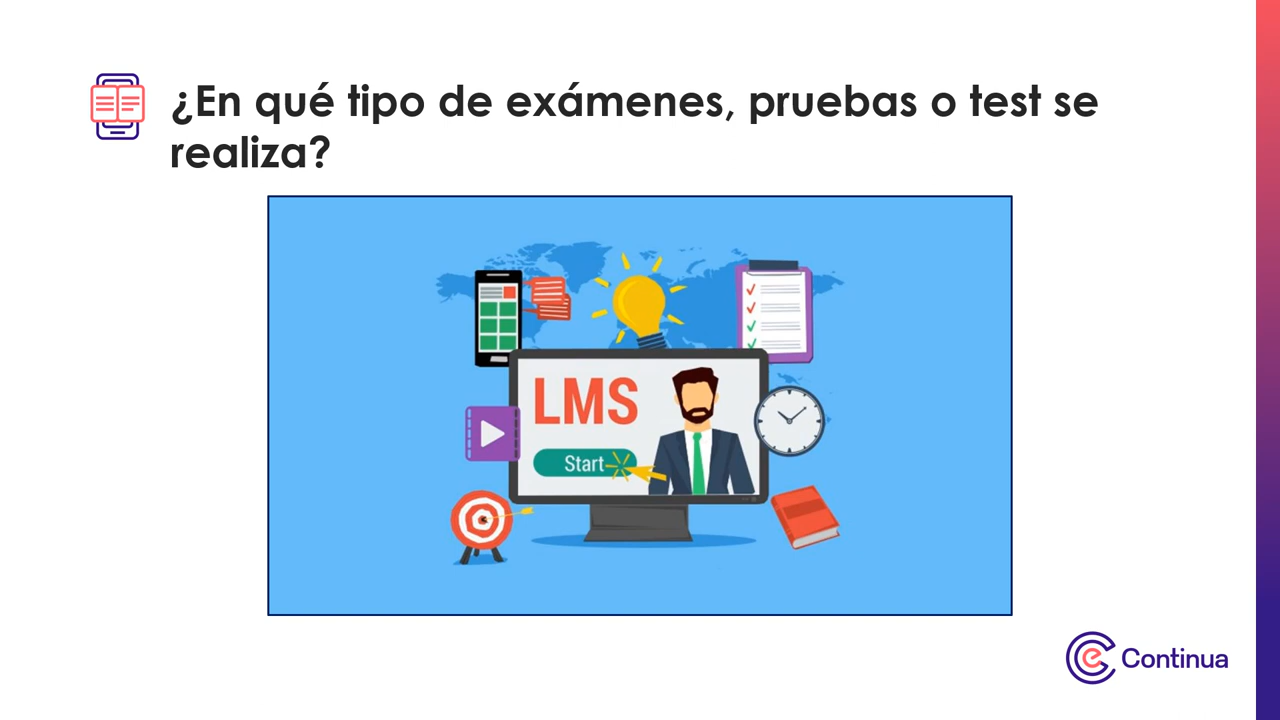 ¿En qué tipo de exámenes, pruebas o test se
realiza?
LMS
Start
e Continua